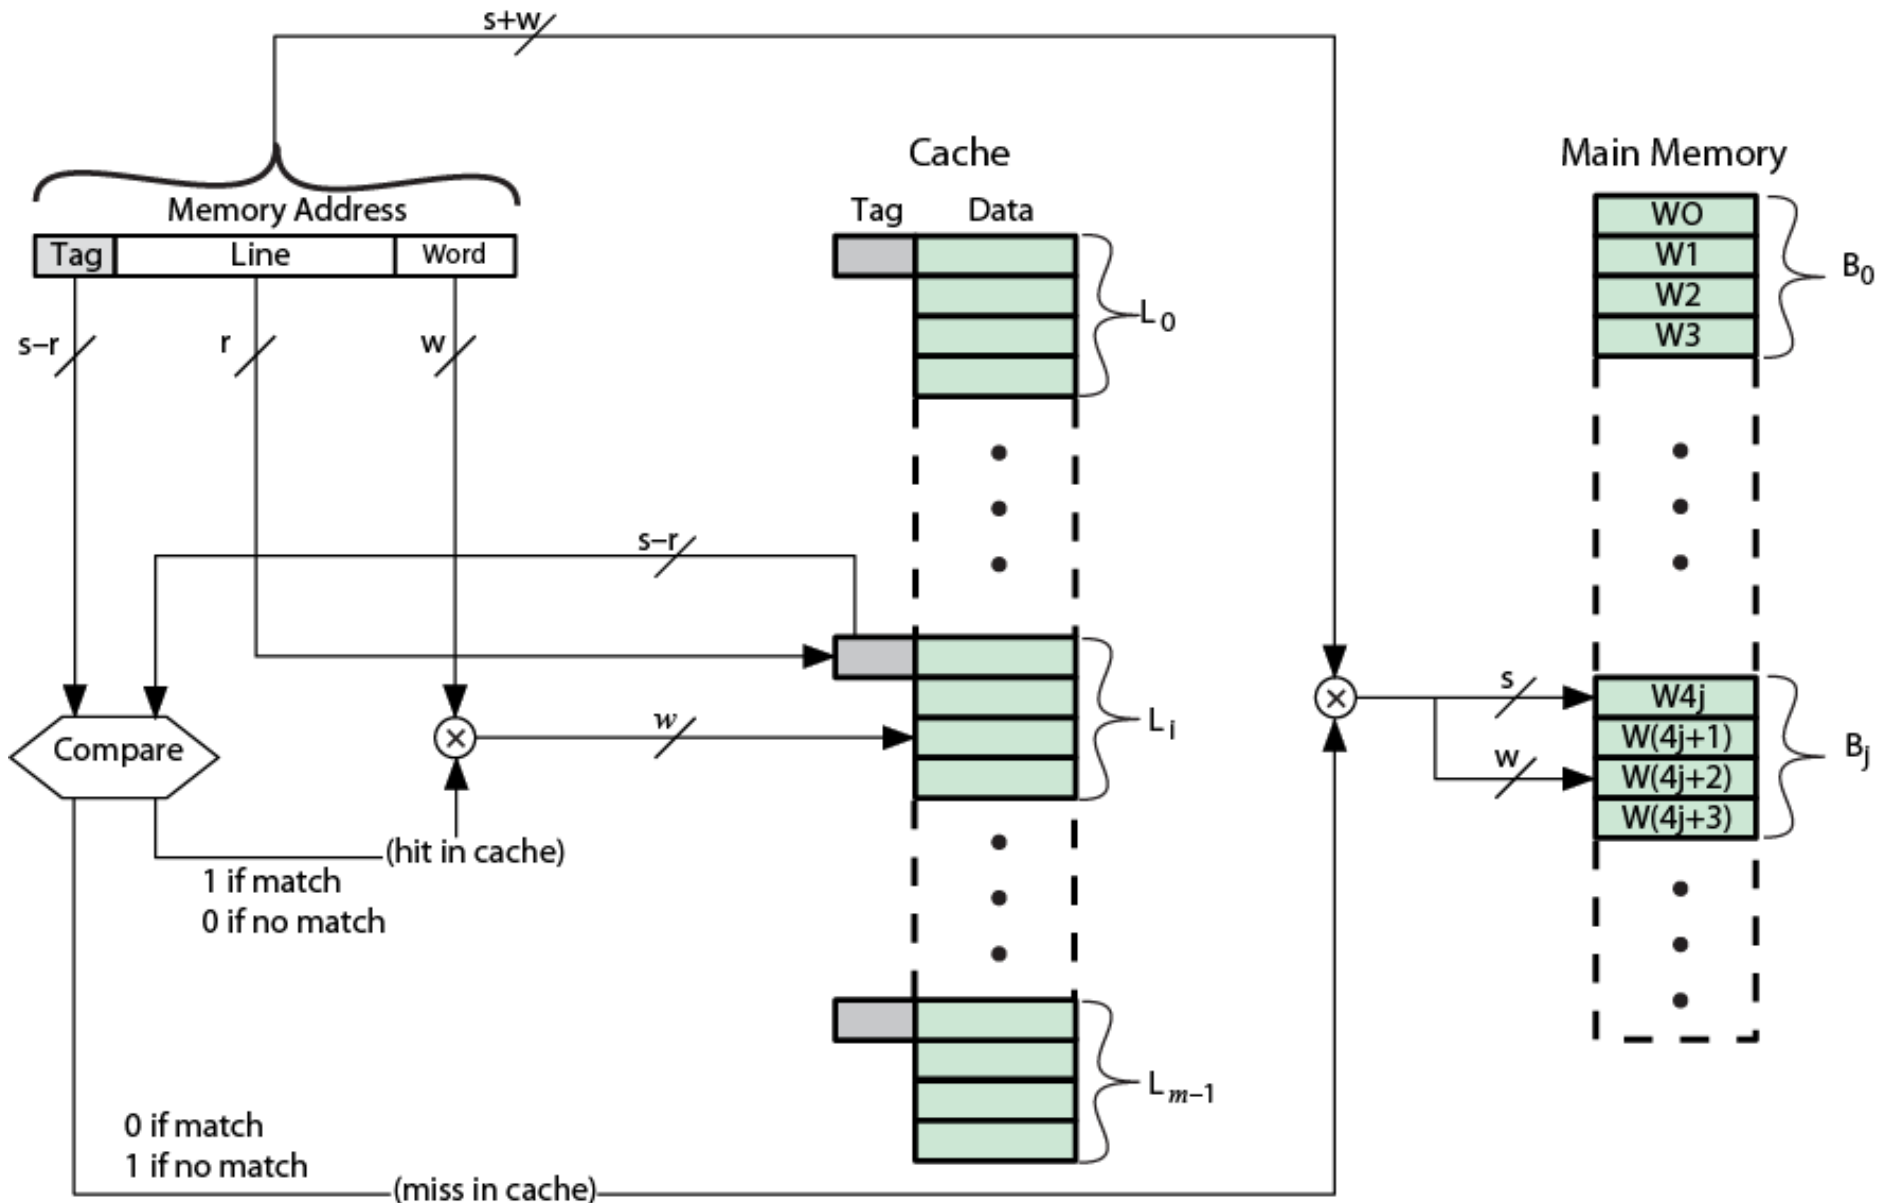 s+w
Cache
Main Memory
Memory Address
Tag Data
Tag Line Word
WO
W1
W2
W3
B0
L0
s–r
r
w
s–r
Li
w
Compare
s
w
W4j
W(4j+1)
W(4j+2)
W(4j+3)
Bj
(hit in cache)
1 if match
0 if no match
Lm–1
0 if match
1 if no match
(miss in cache)